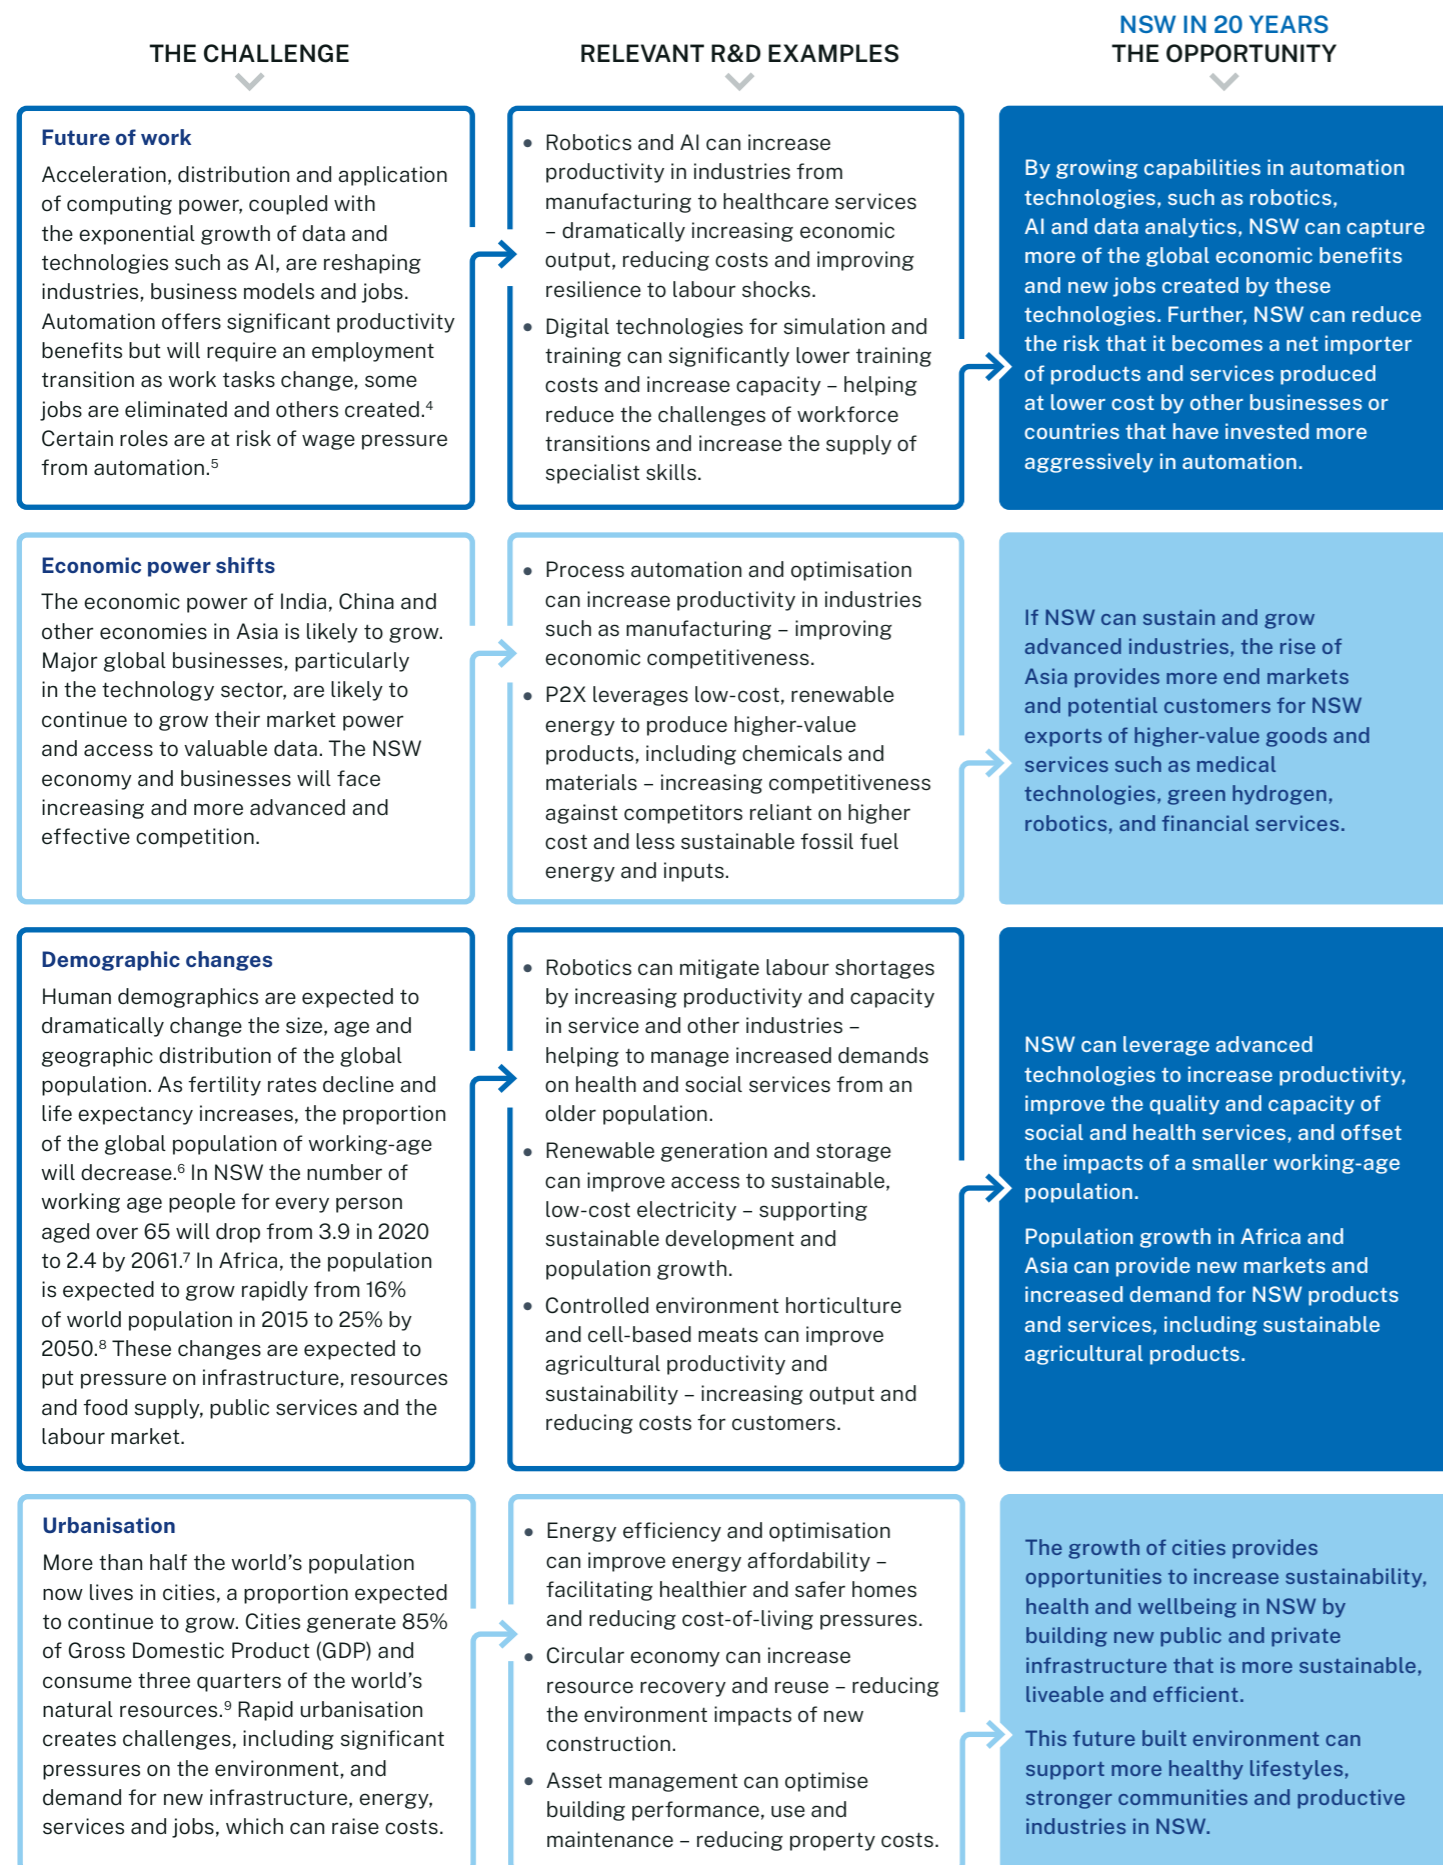 THE CHALLENGE
RELEVANT R&D EXAMPLES
NSW IN 20 YEARS
THE OPPORTUNITY
Future of work
Acceleration, distribution and application
of computing power, coupled with
the exponential growth of data and
technologies such as AI, are reshaping
industries, business models and jobs.
Automation offers significant productivity
benefits but will require an employment
transition as work tasks change, some
jobs are eliminated and others created.⁴
Certain roles are at risk of wage pressure
from automation.⁵
• Robotics and AI can increase
productivity in industries from
manufacturing to healthcare services
– dramatically increasing economic
output, reducing costs and improving
resilience to labour shocks.
• Digital technologies for simulation and
training can significantly lower training
costs and increase capacity – helping
reduce the challenges of workforce
transitions and increase the supply of
specialist skills.
By growing capabilities in automation
technologies, such as robotics,
AI and data analytics, NSW can capture
more of the global economic benefits
and new jobs created by these
technologies. Further, NSW can reduce
the risk that it becomes a net importer
of products and services produced
at lower cost by other businesses or
countries that have invested more
aggressively in automation.
Economic power shifts
The economic power of India, China and
other economies in Asia is likely to grow.
Major global businesses, particularly
in the technology sector, are likely to
continue to grow their market power
and access to valuable data. The NSW
economy and businesses will face
increasing and more advanced and
effective competition.
• Process automation and optimisation
can increase productivity in industries
such as manufacturing – improving
economic competitiveness.
• P2X leverages low-cost, renewable
energy to produce higher-value
products, including chemicals and
materials – increasing competitiveness
against competitors reliant on higher
cost and less sustainable fossil fuel
energy and inputs.
If NSW can sustain and grow
advanced industries, the rise of
Asia provides more end markets
and potential customers for NSW
exports of higher-value goods and
services such as medical
technologies, green hydrogen,
robotics, and financial services.
Demographic changes
Human demographics are expected to
dramatically change the size, age and
geographic distribution of the global
population. As fertility rates decline and
life expectancy increases, the proportion
of the global population of working-age
will decrease.⁶ In NSW the number of
working age people for every person
aged over 65 will drop from 3.9 in 2020
to 2.4 by 2061.⁷ In Africa, the population
is expected to grow rapidly from 16%
of world population in 2015 to 25% by
2050.⁸ These changes are expected to
put pressure on infrastructure, resources
and food supply, public services and the
labour market.
• Robotics can mitigate labour shortages
by increasing productivity and capacity
in service and other industries –
helping to manage increased demands
on health and social services from an
older population.
• Renewable generation and storage
can improve access to sustainable,
low-cost electricity – supporting
sustainable development and
population growth.
• Controlled environment horticulture
and cell-based meats can improve
agricultural productivity and
sustainability – increasing output and
reducing costs for customers.
NSW can leverage advanced
technologies to increase productivity,
improve the quality and capacity of
social and health services, and offset
the impacts of a smaller working-age
population.
Population growth in Africa and
Asia can provide new markets and
increased demand for NSW products
and services, including sustainable
agricultural products.
Urbanisation
More than half the world's population
now lives in cities, a proportion expected
to continue to grow. Cities generate 85%
of Gross Domestic Product (GDP) and
consume three quarters of the world's
natural resources.⁹ Rapid urbanisation
creates challenges, including significant
pressures on the environment, and
demand for new infrastructure, energy,
services and jobs, which can raise costs.
• Energy efficiency and optimisation
can improve energy affordability –
facilitating healthier and safer homes
and reducing cost-of-living pressures.
• Circular economy can increase
resource recovery and reuse – reducing
the environment impacts of new
construction.
• Asset management can optimise
building performance, use and
maintenance – reducing property costs.
The growth of cities provides
opportunities to increase sustainability,
health and wellbeing in NSW by
building new public and private
infrastructure that is more sustainable,
liveable and efficient.
This future built environment can
support more healthy lifestyles,
stronger communities and productive
industries in NSW.